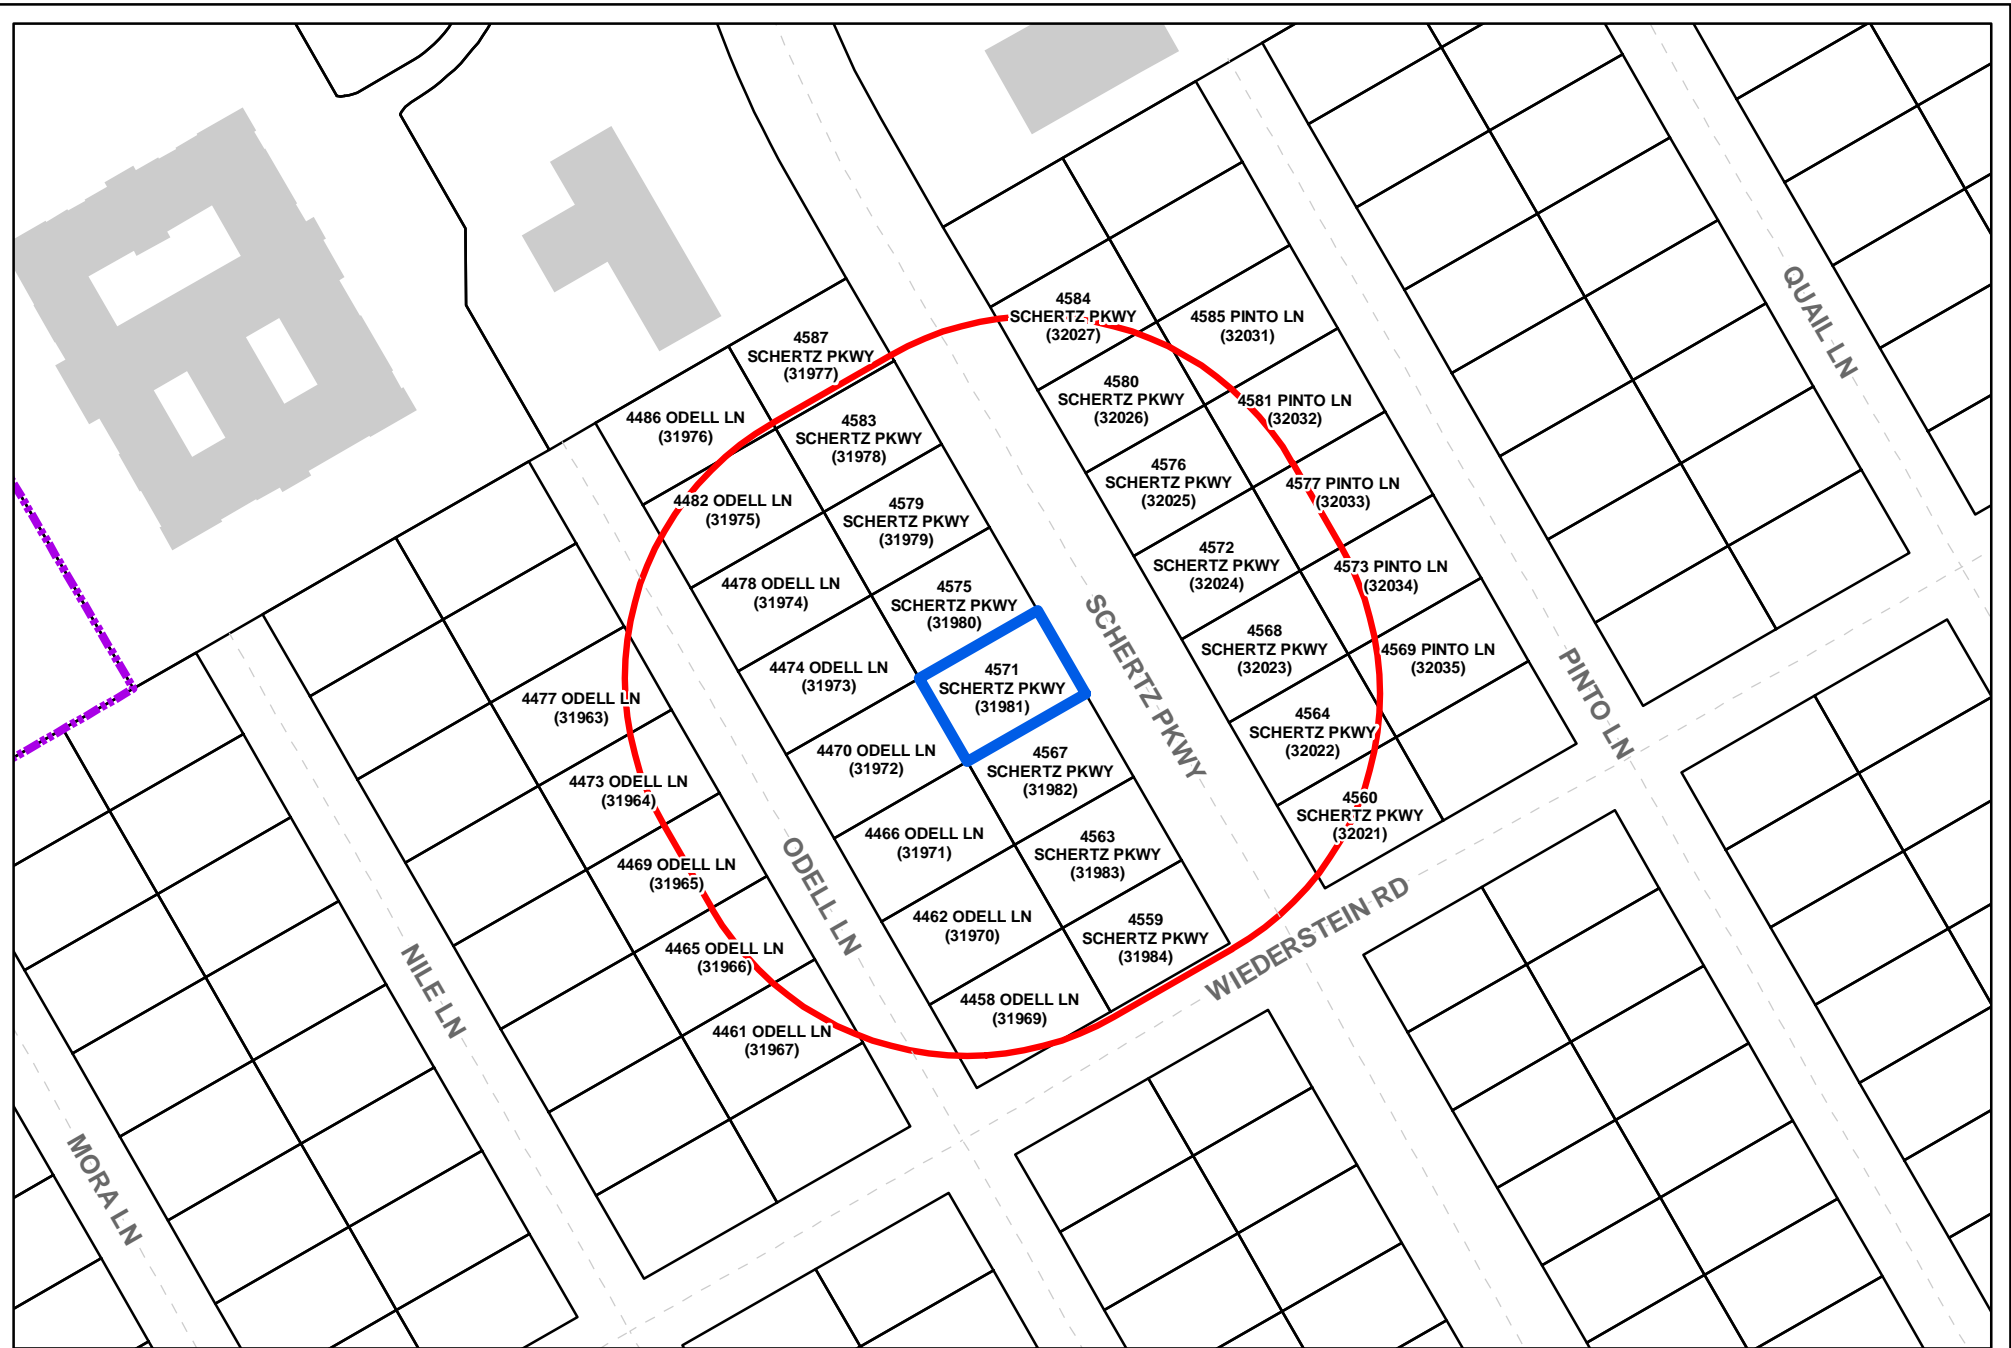 4584
SCHERTZ PKWY
(32027)
4585 PINTO LN
(32031)
4587
SCHERTZ PKWY
(31977)
4580
SCHERTZ PKWY
(32026)
4581 PINTO LN
(32032)
4486 ODELL LN
(31976)
4583
SCHERTZ PKWY
(31978)
4576
SCHERTZ PKWY
(32025)
4577 PINTO LN
(32033)
4482 ODELL LN
(31975)
4579
SCHERTZ PKWY
(31979)
4572
SCHERTZ PKWY
(32024)
4573 PINTO LN
(32034)
4478 ODELL LN
(31974)
4575
SCHERTZ PKWY
(31980)
4568
SCHERTZ PKWY
(32023)
4569 PINTO LN
(32035)
4474 ODELL LN
(31973)
4571
SCHERTZ PKWY
(31981)
4564
SCHERTZ PKWY
(32022)
4477 ODELL LN
(31963)
4470 ODELL LN
(31972)
4567
SCHERTZ PKWY
(31982)
4560
SCHERTZ PKWY
(32021)
4473 ODELL LN
(31964)
4466 ODELL LN
(31971)
4563
SCHERTZ PKWY
(31983)
4469 ODELL LN
(31965)
4462 ODELL LN
(31970)
4559
SCHERTZ PKWY
(31984)
4465 ODELL LN
(31966)
4458 ODELL LN
(31969)
4461 ODELL LN
(31967)
QUAIL LN
SCHERTZ PKWY
PINTO LN
ODELL LN
WIEDERSTEIN RD
NILE LN
MORA LN